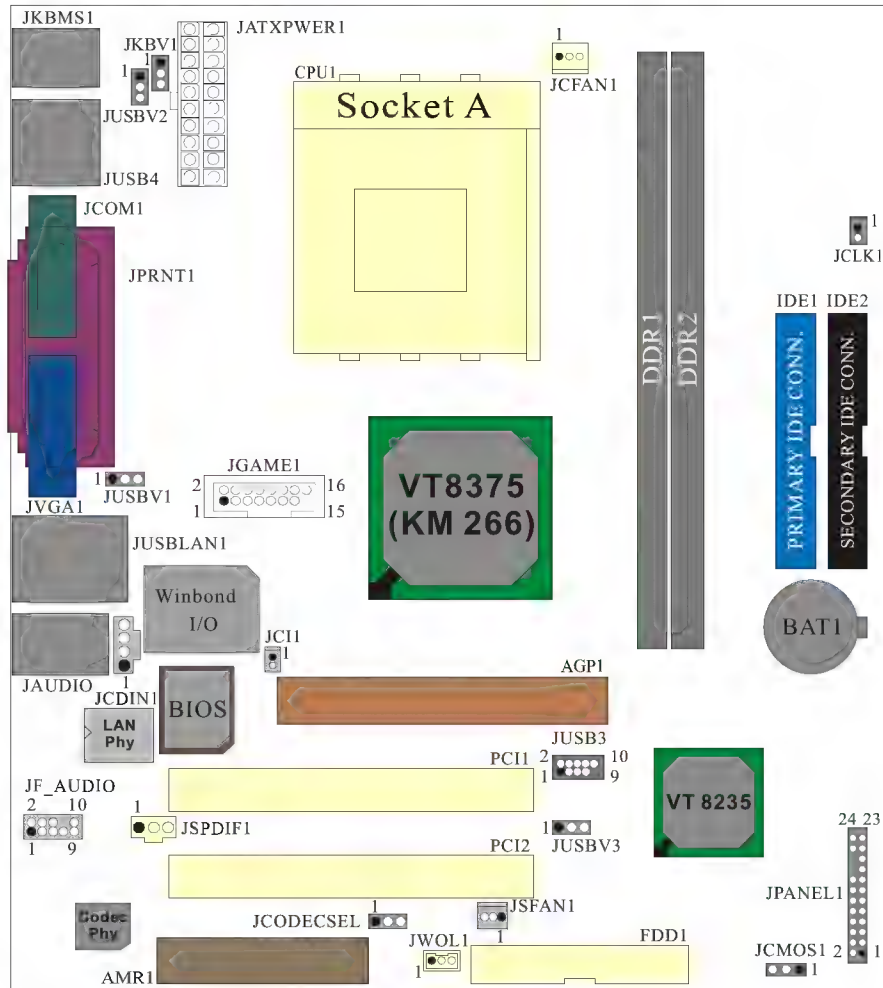 JKBMS1
JATXPWER1
JKBV1
1
1
JUSBV2
JUSB4
CPU1
Socket A
1
JCFAN1
JCOM1
JPRNT1
1
JCLK1
IDE1 IDE2
DDR1
DDR2
PRIMARY IDE CONN.
SECONDARY IDE CONN.
JGAME1
2 16
1 15
1
JUSBV1
JVGA1
VT8375
(KM 266)
JUSBLAN1
Winbond
I/O
BAT1
JCI1
1
JAUDIO
1
JCDIN1
AGP1
BIOS
LAN
Phy
JUSB3
2 10
1 9
PCI1
VT 8235
JF_AUDIO
2 10
1 9
1
JSPDIF1
1
JUSBV3
PCI2
24 23
JPANEL1
2 1
Codec
Phy
1
JCODECSEL
JSFAN1
1
JWOL1
1
FDD1
JCMOS1
1
AMR1